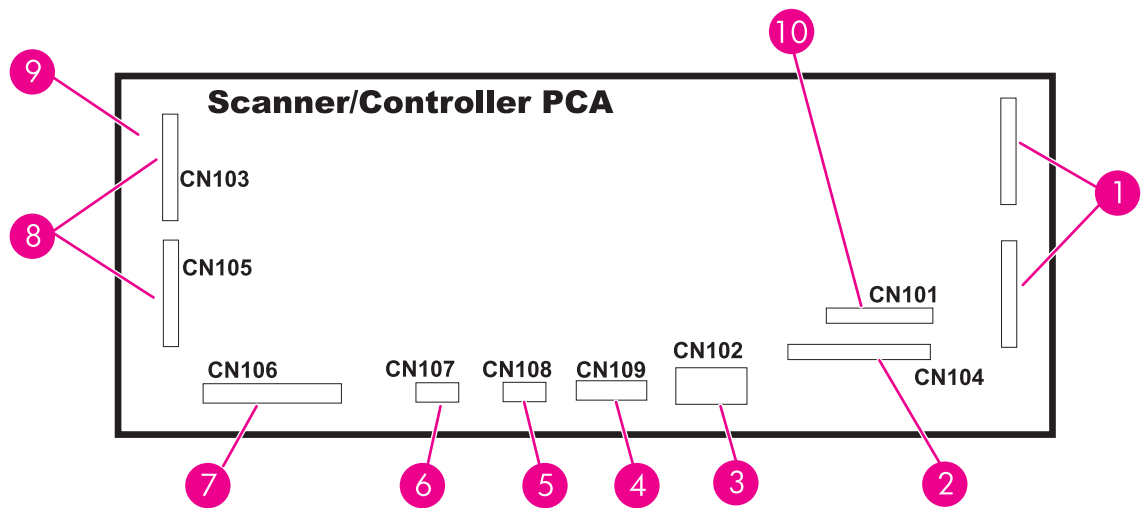 10
9
Scanner/Controller PCA
CN103
1
8
CN105
CN101
CN102
CN106
CN107
CN108
CN109
CN104
7
6
5
4
3
2